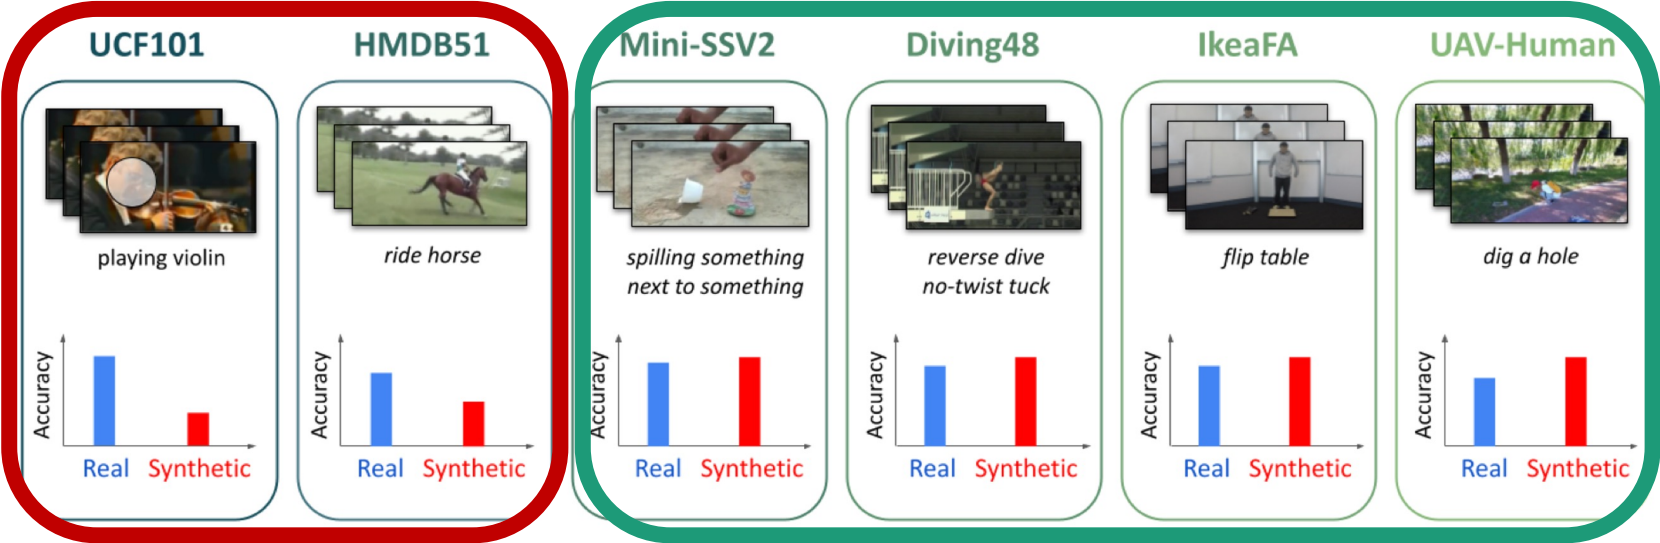 UCF101
HMDB51
Mini-SSV2
Diving48
IkeaFA
UAV-Human
playing violin
ride horse
spilling something
next to something
reverse dive
no-twist tuck
flip table
dig a hole
Accuracy
Real Synthetic
Accuracy
Real Synthetic
Accuracy
Real Synthetic
Accuracy
Real Synthetic
Accuracy
Real Synthetic
Accuracy
Real Synthetic